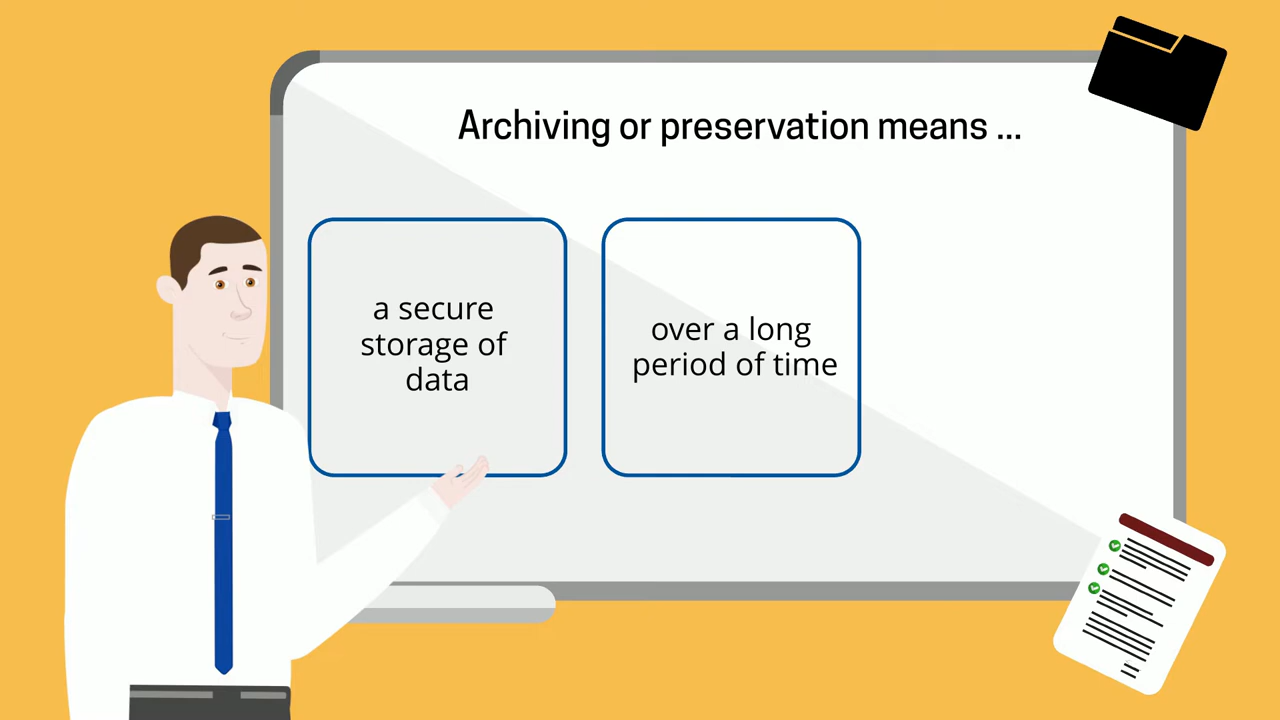 Archiving or preservation means ...
a secure
storage of
data
over a long
period of time